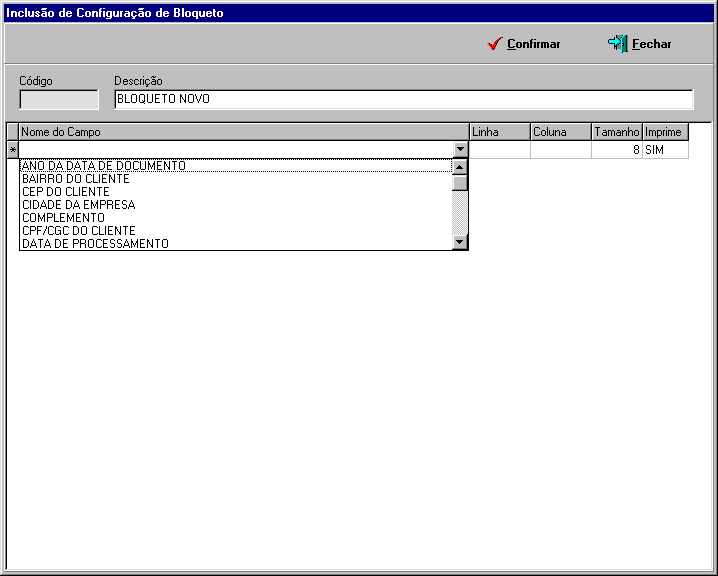 Inclusão de Configuração de Bloqueto
Confirmar Fechar
Código Descrição
BLOQUETO NOVO
Nome do Campo Linha Coluna Tamanho Imprime
* 8 SIM
ANO DA DATA DE DOCUMENTO
BAIRRO DO CLIENTE
CEP DO CLIENTE
CIDADE DA EMPRESA
COMPLEMENTO
CPF/CGC DO CLIENTE
DATA DE PROCESSAMENTO